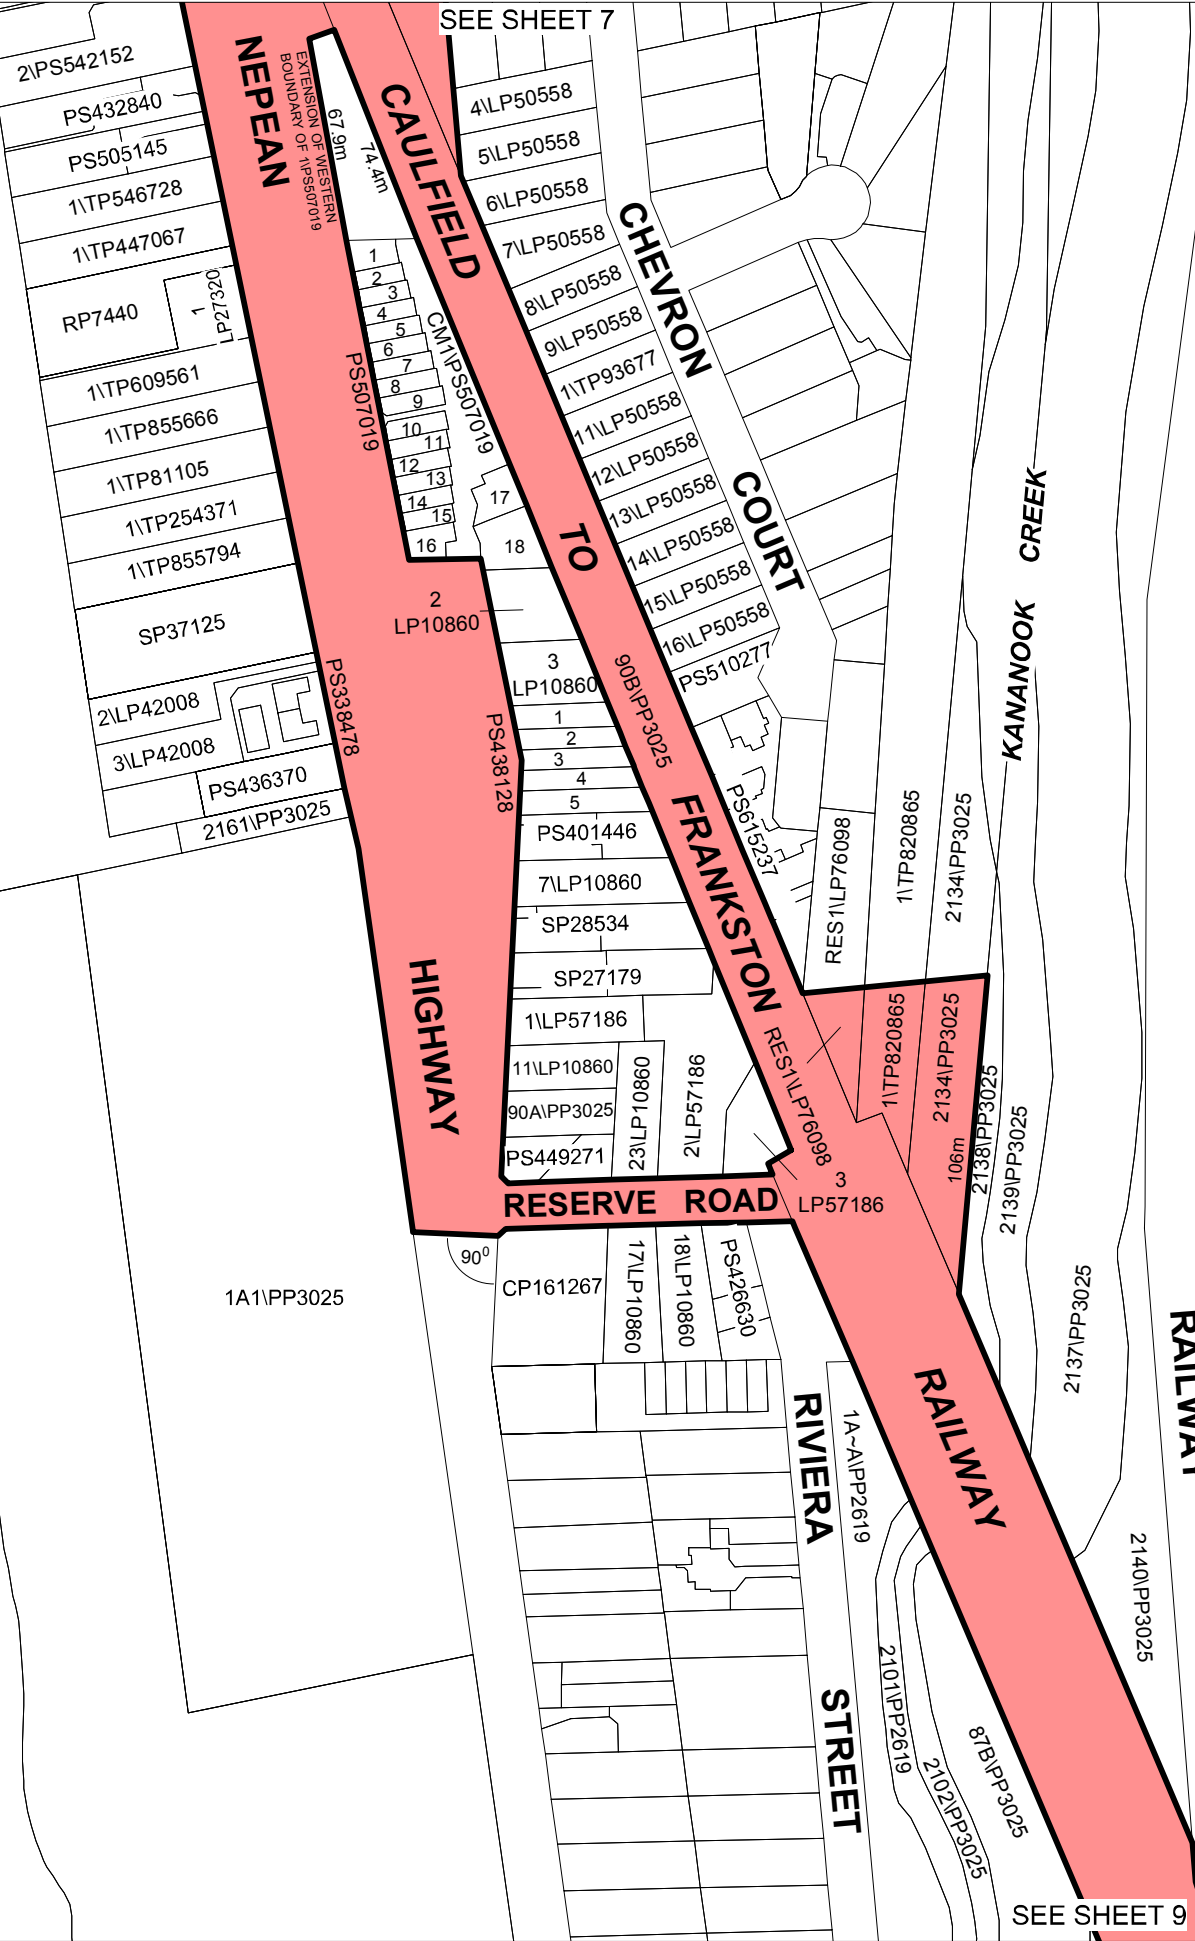 SEE SHEET 7
2\PS542152
PS432840
PS505145
1\TP546728
1\TP447067
RP7440
1
LP27320
1\TP609561
1\TP855666
1\TP81105
1\TP254371
1\TP855794
SP37125
2\LP42008
3\LP42008
PS436370
2161\PP3025
PS338478
NEPEAN
HIGHWAY
EXTENSION OF WESTERN
BOUNDARY OF 1\PS507019
67.9m
74.4m
CAULFIELD
TO
FRANKSTON
RAILWAY
1
2
3
4
5
6
7
8
9
10
11
12
13
14
15
16
17
18
PS507019
CM1\PS507019
2
LP10860
3
LP10860
1
2
3
4
5
PS438128
PS401446
7\LP10860
SP28534
SP27179
1\LP57186
11\LP10860
90A\PP3025
PS449271
23\LP10860
2\LP57186
4\LP50558
5\LP50558
6\LP50558
7\LP50558
8\LP50558
9\LP50558
1\TP93677
11\LP50558
12\LP50558
13\LP50558
14\LP50558
15\LP50558
16\LP50558
PS510277
90B\PP3025
PS615237
CHEVRON
COURT
KANANOOK CREEK
RES1\LP76098
1\TP820865
2134\PP3025
RES1\LP76098
1\TP820865
2134\PP3025
106m
2138\PP3025
2139\PP3025
3
LP57186
RESERVE ROAD
90⁰
CP161267
17\LP10860
18\LP10860
PS426630
1A1\PP3025
2137\PP3025
RAILWAY
RIVIERA
STREET
1A~A\PP2619
2140\PP3025
2101\PP2619
2102\PP3025
87B\PP3025
SEE SHEET 9